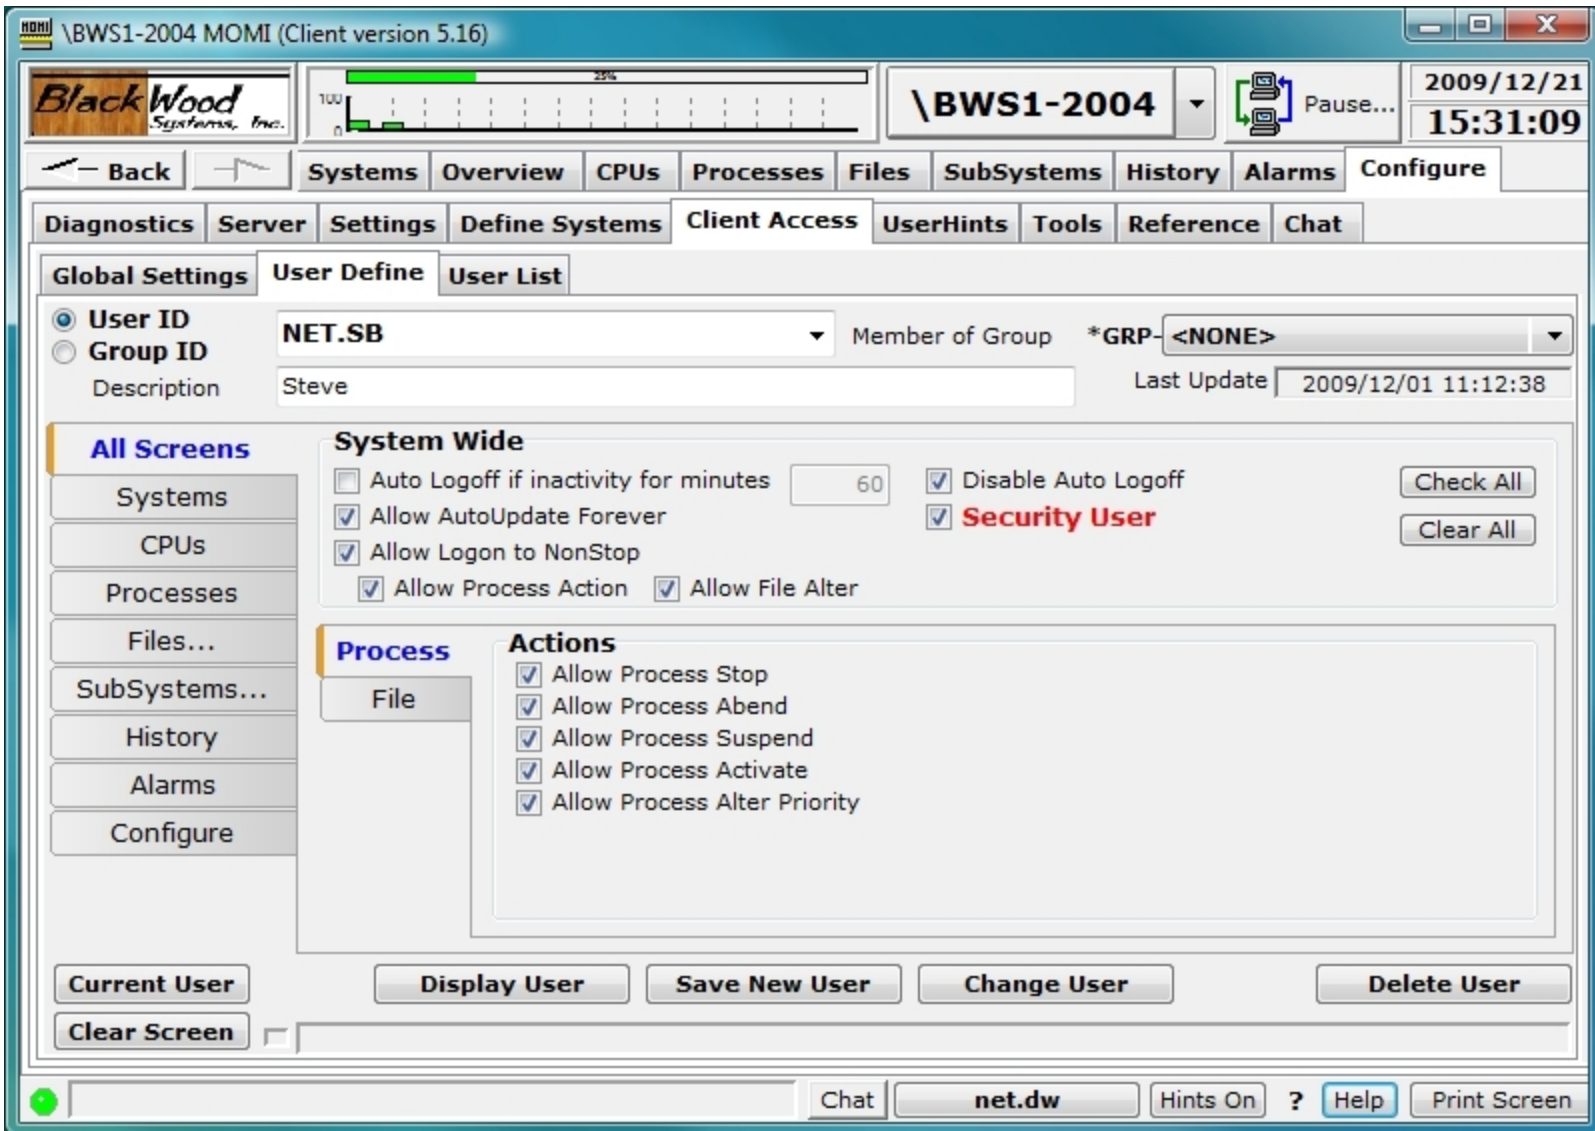 MOMI \BWS1-2004 MOMI (Client version 5.16)
BlackWood Systems, Inc.
25%
100
0
\BWS1-2004
Pause...
2009/12/21
15:31:09
Back Systems Overview CPUs Processes Files SubSystems History Alarms Configure
Diagnostics Server Settings Define Systems Client Access UserHints Tools Reference Chat
Global Settings User Define User List
User ID
Group ID
NET.SB
Member of Group *GRP- <NONE>
Description Steve
Last Update 2009/12/01 11:12:38
All Screens
Systems
CPUs
Processes
Files...
SubSystems...
History
Alarms
Configure
System Wide
Auto Logoff if inactivity for minutes 60 Disable Auto Logoff Check All
Allow AutoUpdate Forever Security User Clear All
Allow Logon to NonStop
Allow Process Action Allow File Alter
Process
File
Actions
Allow Process Stop
Allow Process Abend
Allow Process Suspend
Allow Process Activate
Allow Process Alter Priority
Current User Display User Save New User Change User Delete User
Clear Screen
Chat net.dw Hints On ? Help Print Screen